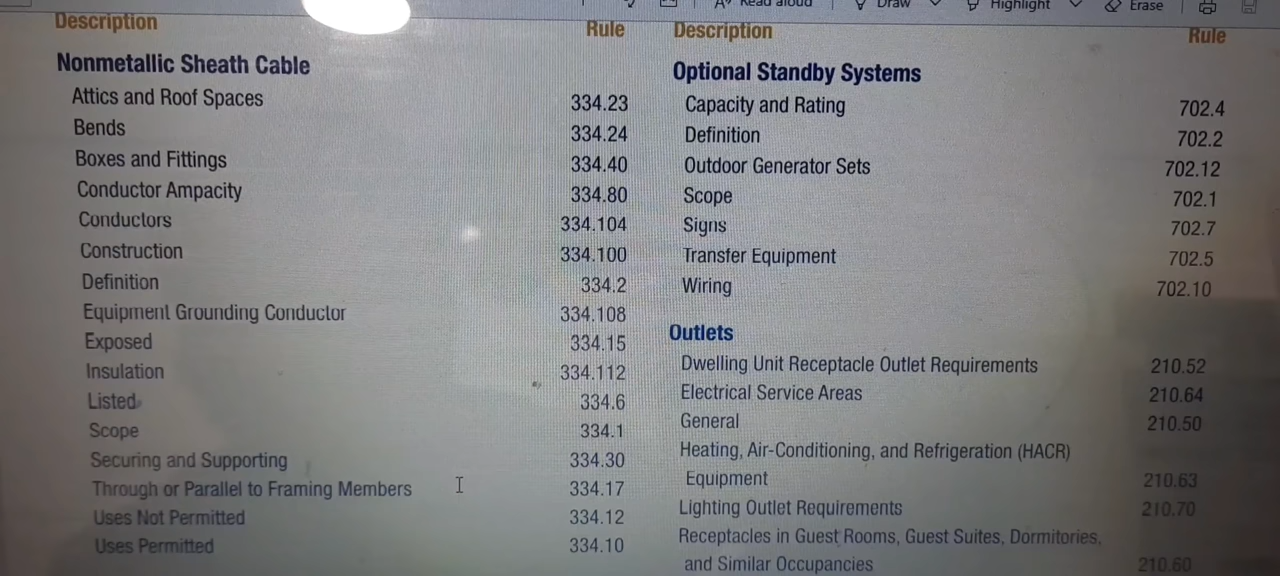 Read aloud
Draw
Highlight
Erase
Description Rule
Nonmetallic Sheath Cable
Attics and Roof Spaces 334.23
Bends 334.24
Boxes and Fittings 334.40
Conductor Ampacity 334.80
Conductors 334.104
Construction 334.100
Definition 334.2
Equipment Grounding Conductor 334.108
Exposed 334.15
Insulation 334.112
Listed 334.6
Scope 334.1
Securing and Supporting 334.30
Through or Parallel to Framing Members 334.17
Uses Not Permitted 334.12
Uses Permitted 334.10
Description Rule
Optional Standby Systems
Capacity and Rating 702.4
Definition 702.2
Outdoor Generator Sets 702.12
Scope 702.1
Signs 702.7
Transfer Equipment 702.5
Wiring 702.10
Outlets
Dwelling Unit Receptacle Outlet Requirements 210.52
Electrical Service Areas 210.64
General 210.50
Heating, Air-Conditioning, and Refrigeration (HACR)
Equipment 210.63
Lighting Outlet Requirements 210.70
Receptacles in Guest Rooms, Guest Suites, Dormitories,
and Similar Occupancies 210.60